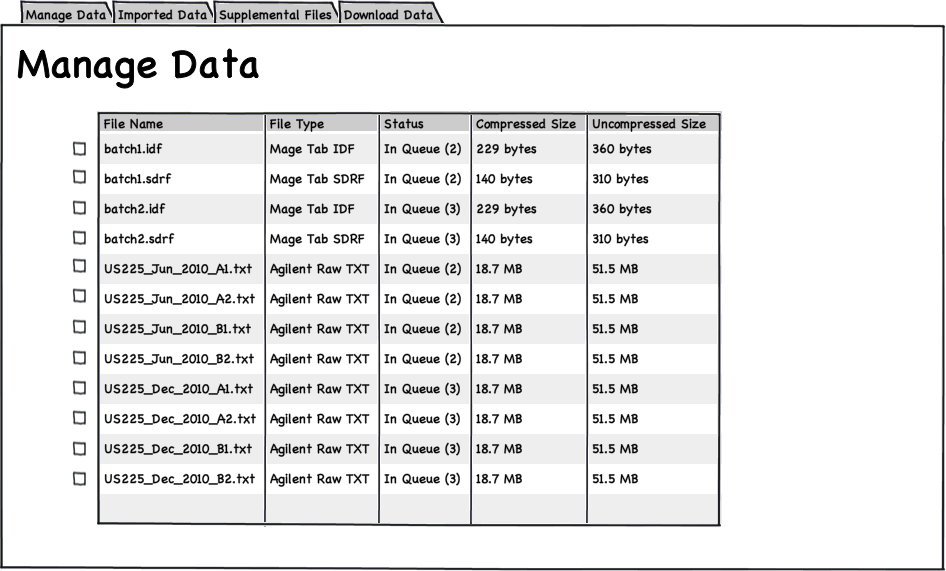 Manage Data Imported Data Supplemental Files Download Data
Manage Data
File Name File Type Status Compressed Size Uncompressed Size
batch1.idf Mage Tab IDF In Queue (2) 229 bytes 360 bytes
batch1.sdrf Mage Tab SDRF In Queue (2) 140 bytes 310 bytes
batch2.idf Mage Tab IDF In Queue (3) 229 bytes 360 bytes
batch2.sdrf Mage Tab SDRF In Queue (3) 140 bytes 310 bytes
US225_Jun_2010_A1.txt Agilent Raw TXT In Queue (2) 18.7 MB 51.5 MB
US225_Jun_2010_A2.txt Agilent Raw TXT In Queue (2) 18.7 MB 51.5 MB
US225_Jun_2010_B1.txt Agilent Raw TXT In Queue (2) 18.7 MB 51.5 MB
US225_Jun_2010_B2.txt Agilent Raw TXT In Queue (2) 18.7 MB 51.5 MB
US225_Dec_2010_A1.txt Agilent Raw TXT In Queue (3) 18.7 MB 51.5 MB
US225_Dec_2010_A2.txt Agilent Raw TXT In Queue (3) 18.7 MB 51.5 MB
US225_Dec_2010_B1.txt Agilent Raw TXT In Queue (3) 18.7 MB 51.5 MB
US225_Dec_2010_B2.txt Agilent Raw TXT In Queue (3) 18.7 MB 51.5 MB